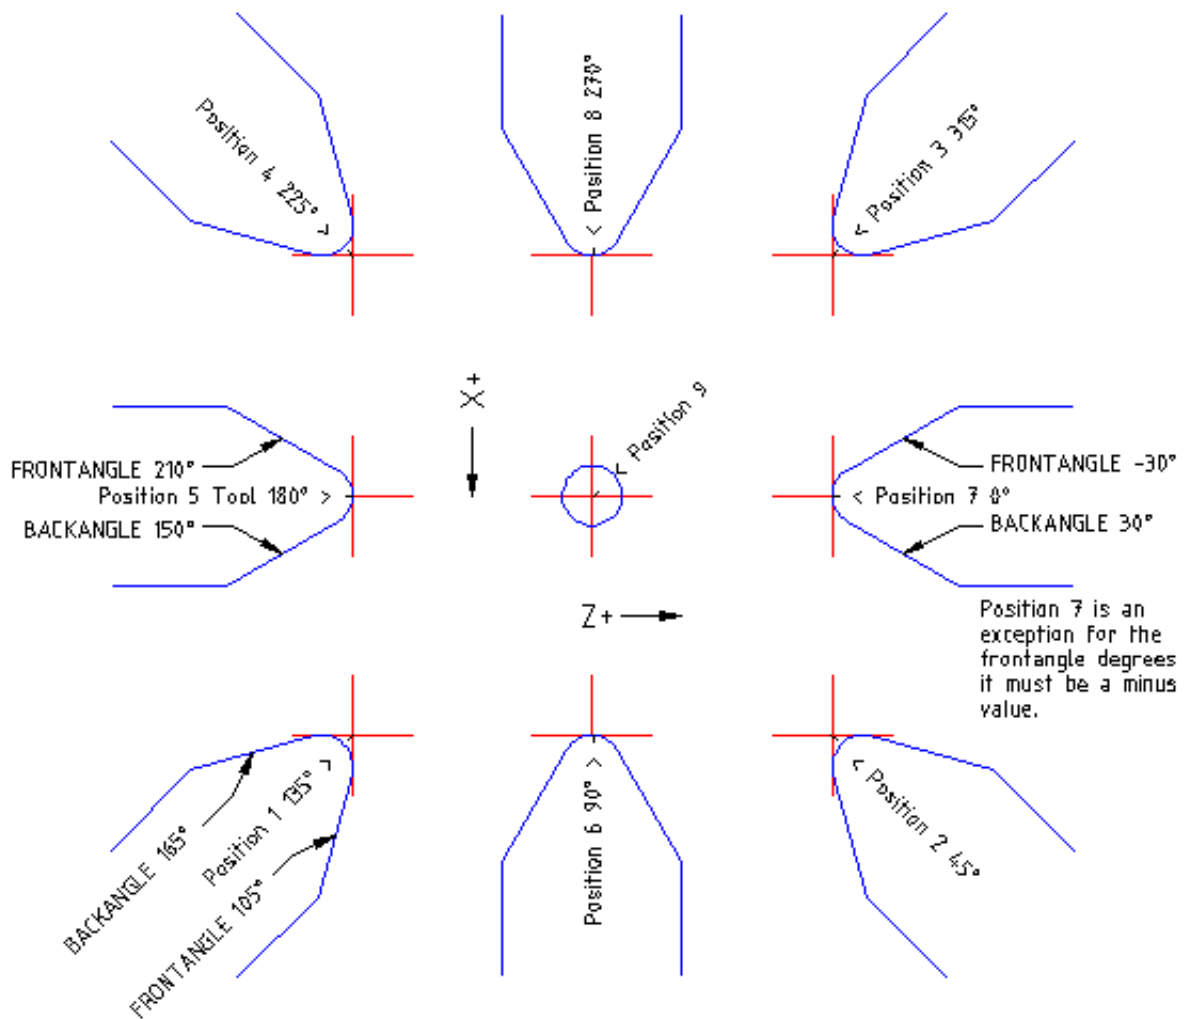 Position 4 225°
Position 8 270°
Position 3 315°
X+
Position 9
FRONTANGLE 210°
Position 5 Tool 180°
BACKANGLE 150°
FRONTANGLE -30°
Position 7 0°
BACKANGLE 30°
Z+
Position 7 is an
exception for the
frontangle degrees
it must be a minus
value.
BACKANGLE 165°
Position 1 135°
FRONTANGLE 105°
Position 6 90°
Position 2 45°